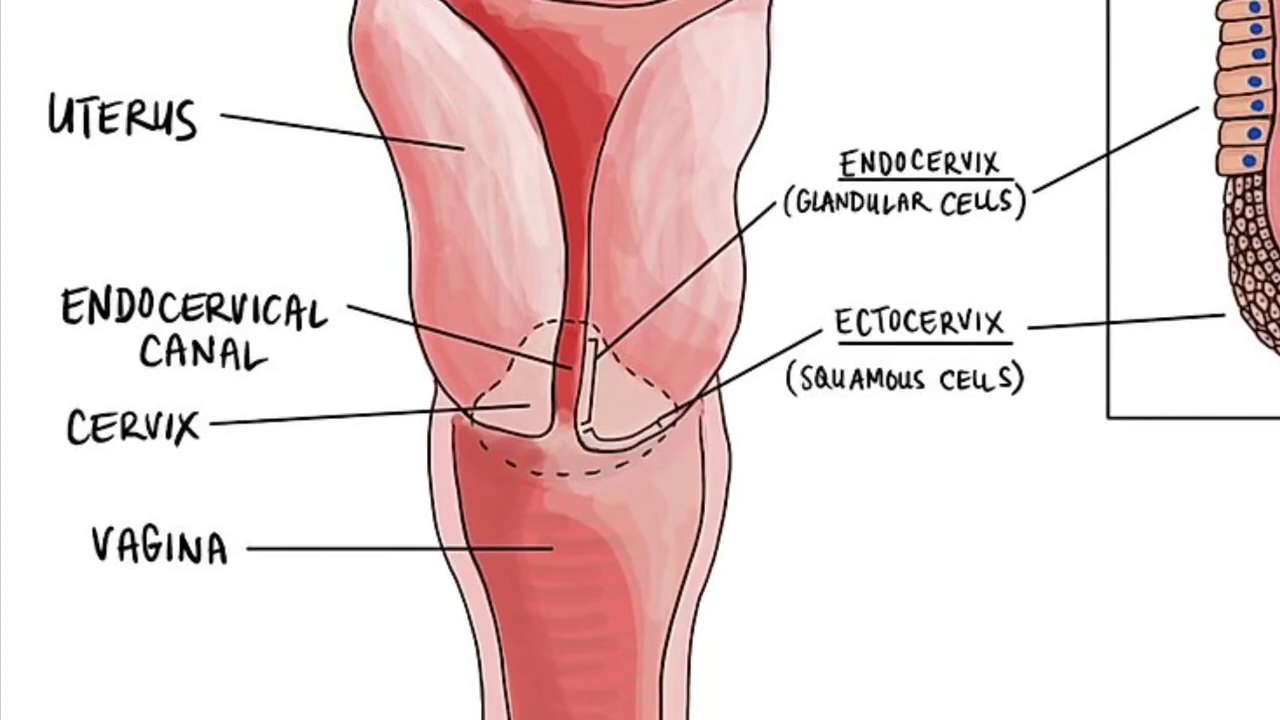 UTERUS
ENDOCERVICAL
CANAL
CERVIX
VAGINA
ENDOCERVIX
(GLANDULAR CELLS)
ECTOCERVIX
(SQUAMOUS CELLS)